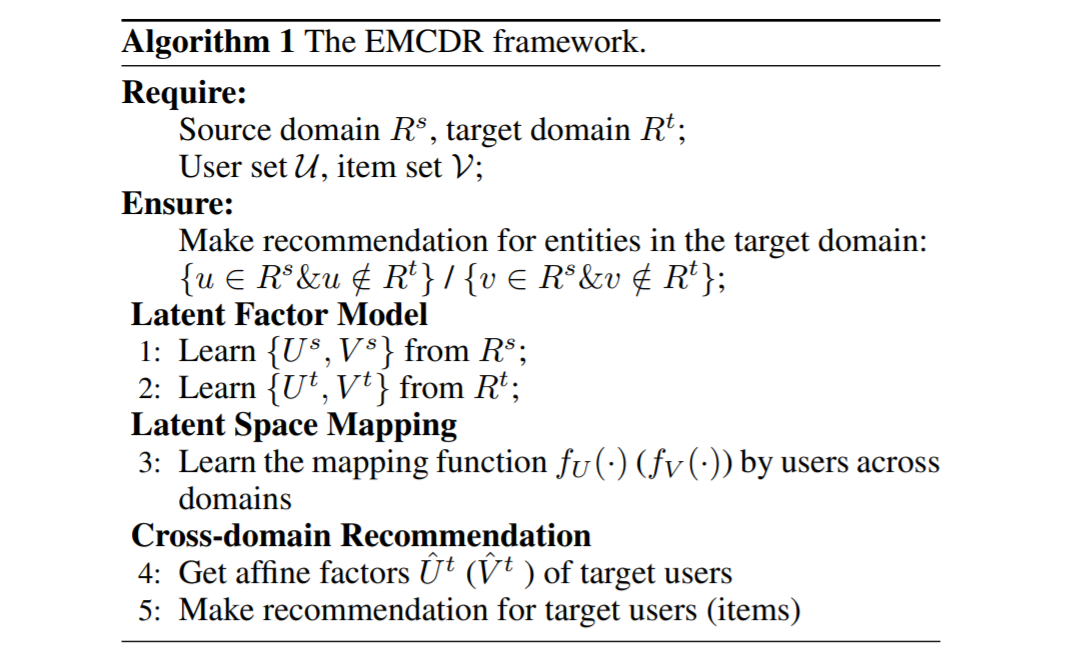 Algorithm 1 The EMCDR framework.
Require:
Source domain $R^s$, target domain $R^t$;
User set $\mathcal{U}$, item set $\mathcal{V}$;
Ensure:
Make recommendation for entities in the target domain:
$\{u \in R^s \& u \notin R^t\}$ / $\{v \in R^s \& v \notin R^t\}$;
Latent Factor Model
1: Learn $\{U^s, V^s\}$ from $R^s$;
2: Learn $\{U^t, V^t\}$ from $R^t$;
Latent Space Mapping
3: Learn the mapping function $f_U(\cdot)$ ($f_V(\cdot)$) by users across
domains
Cross-domain Recommendation
4: Get affine factors $\hat{U}^t$ ($\hat{V}^t$ ) of target users
5: Make recommendation for target users (items)